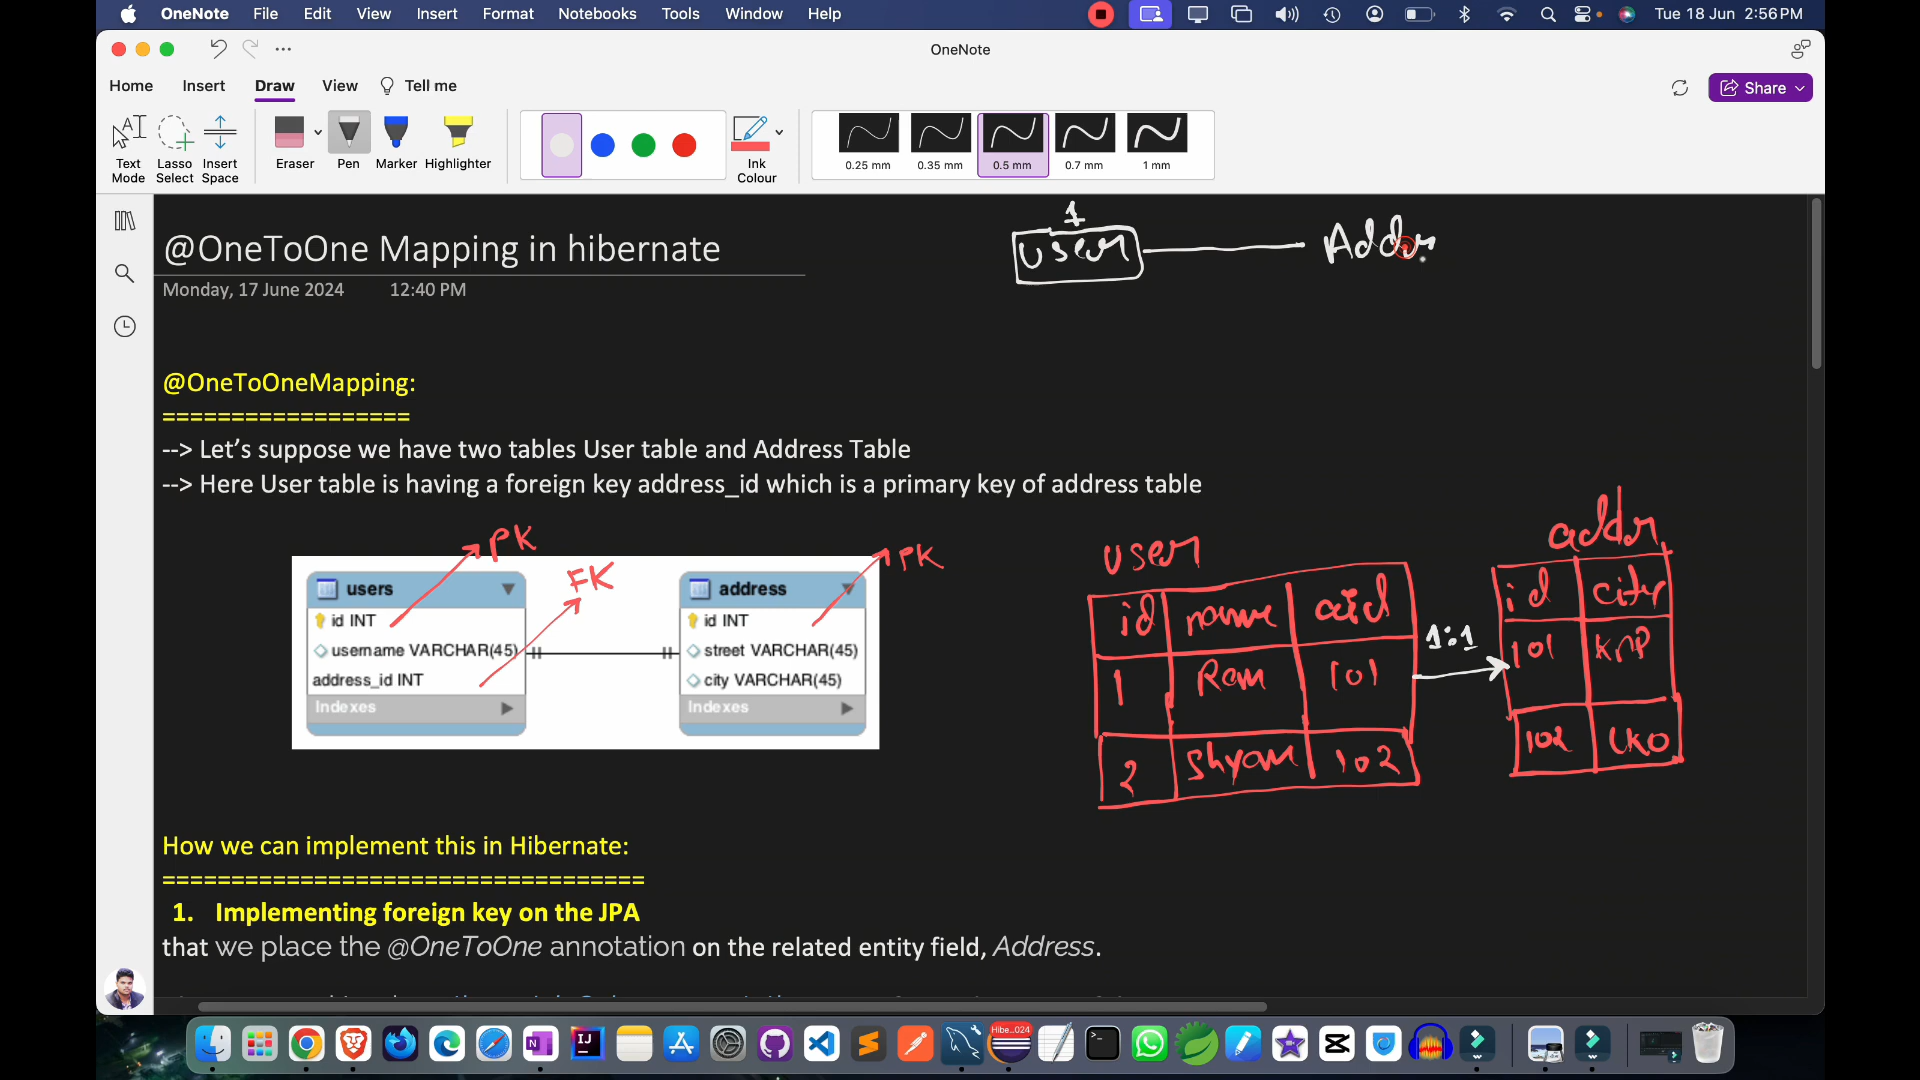 OneNote File Edit View Insert Format Notebooks Tools Window Help Tue 18 Jun 2:56 PM
OneNote
Home Insert Draw View Tell me Share
Text Mode Lasso Select Insert Space Eraser Pen Marker Highlighter Ink Colour 0.25 mm 0.35 mm 0.5 mm 0.7 mm 1 mm
1
user Addr
@OneToOne Mapping in hibernate
Monday, 17 June 2024 12:40 PM
@OneToOneMapping:
==================
--> Let's suppose we have two tables User table and Address Table
--> Here User table is having a foreign key address_id which is a primary key of address table
PK FK PK
users
id INT
username VARCHAR(45)
address_id INT
Indexes
address
id INT
street VARCHAR(45)
city VARCHAR(45)
Indexes
user
id name aid
1 Ram 101
2 Shyam 102
1:1
addr
id city
101 KNP
102 LKO
How we can implement this in Hibernate:
===================================
1. Implementing foreign key on the JPA
that we place the @OneToOne annotation on the related entity field, Address.
Hibe...024